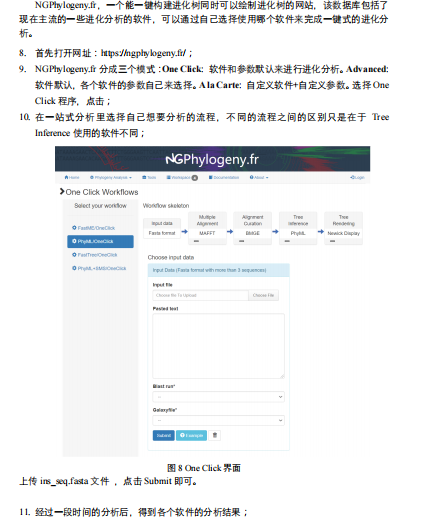 NGPhylogeny.fr，一个能一键构建进化树同时可以绘制进化树的网站，该数据库包括了
现在主流的一些进化分析的软件，可以通过自己选择使用哪个软件来完成一键式的进化分
析。
8. 首先打开网址：https://ngphylogeny.fr/；
9. NGPhylogeny.fr 分成三个模式：One Click: 软件和参数默认来进行进化分析。Advanced:
软件默认，各个软件的参数自己来选择。A la Carte: 自定义软件+自定义参数。选择 One
Click 程序，点击；
10. 在一站式分析里选择自己想要分析的流程，不同的流程之间的区别只是在于 Tree
Inference 使用的软件不同；
NGPhylogeny.fr
Home Phylogeny Analysis Tools Workspace Documentation About Login
One Click Workflows
Select your workflow
FastME/OneClick
PhyML/OneClick
FastTree/OneClick
PhyML+SMS/OneClick
Workflow skeleton
Input data
Fasta format
Multiple Alignment
MAFFT
Alignment Curation
BMGE
Tree Inference
PhyML
Tree Rendering
Newick Display
Choose input data
Input Data (Fasta format with more than 3 sequences)
Input file
Choose file To Upload Choose File
Pasted text
Blast run*
--
Galaxyfile*
--
Submit Example
图 8 One Click 界面
上传 ins_seq.fasta 文件 ，点击 Submit 即可。
11. 经过一段时间的分析后，得到各个软件的分析结果；